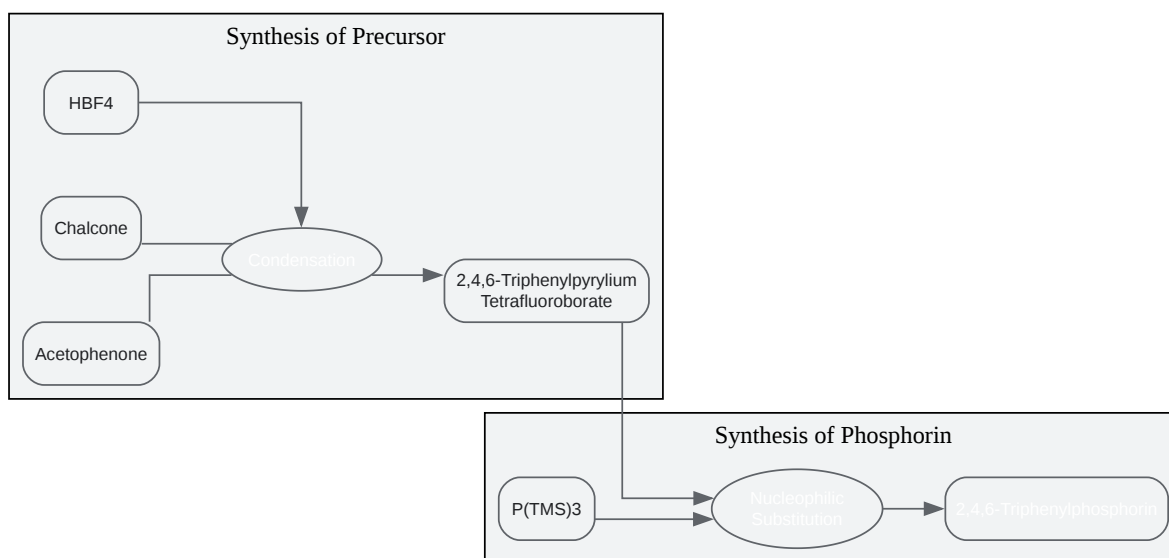 Synthesis of Precursor
HBF4
Chalcone
Condensation
Acetophenone
2,4,6-Triphenylpyrylium
Tetrafluoroborate
Synthesis of Phosphorin
P(TMS)3
Nucleophilic
Substitution
2,4,6-Triphenylphosphorin